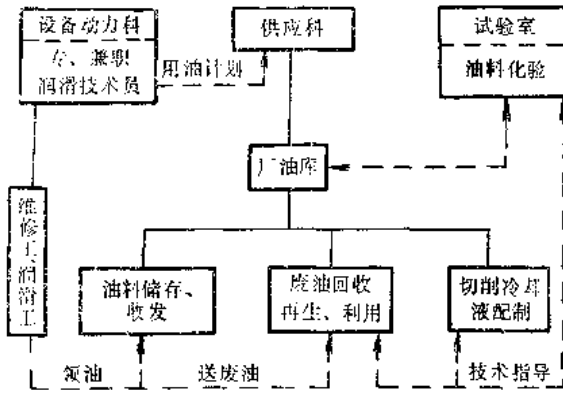 设备动力科
专、兼职
润滑技术员
用油计划
供应科
试验室
油料化验
厂油库
维修工、润滑工
油料储存、
收发
废油回收
再生、利用
切削冷却
液配制
领油
送废油
技术指导